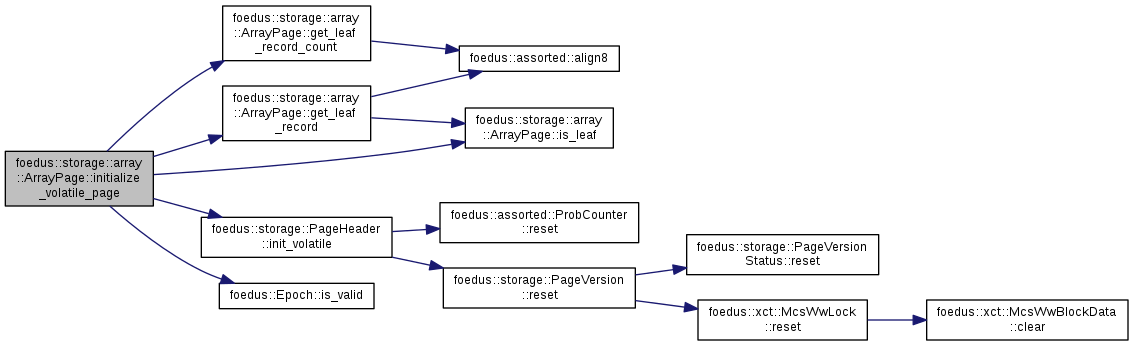 foedus::storage::array
::ArrayPage::initialize
_volatile_page
foedus::storage::array
::ArrayPage::get_leaf
_record_count
foedus::storage::array
::ArrayPage::get_leaf
_record
foedus::storage::PageHeader
::init_volatile
foedus::Epoch::is_valid
foedus::assorted::align8
foedus::storage::array
::ArrayPage::is_leaf
foedus::assorted::ProbCounter
::reset
foedus::storage::PageVersion
::reset
foedus::storage::PageVersion
Status::reset
foedus::xct::McsWwLock
::reset
foedus::xct::McsWwBlockData
::clear